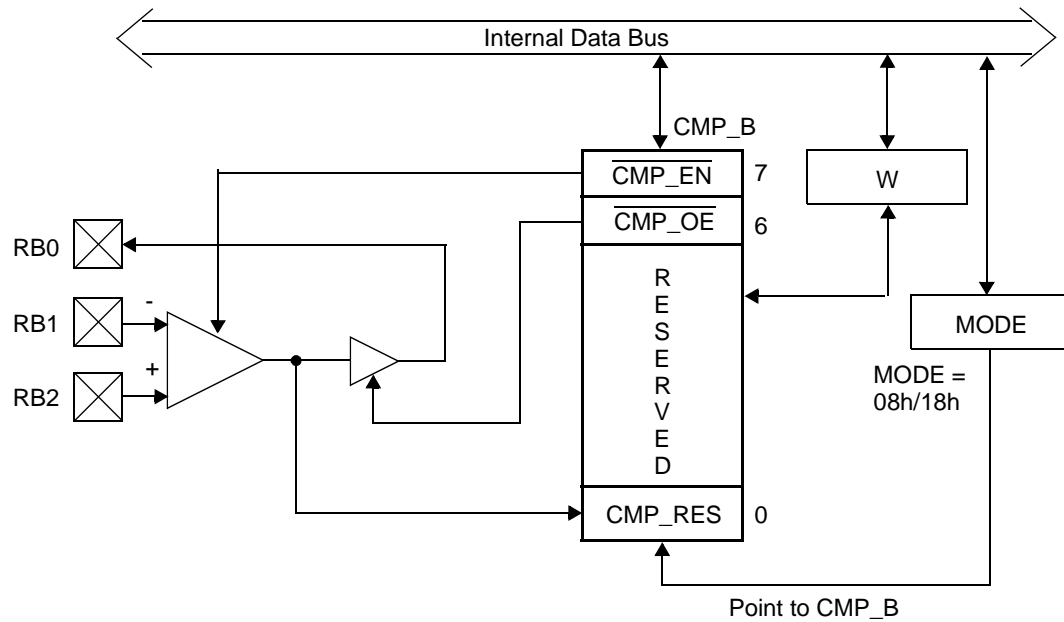 Internal Data Bus
CMP_B
CMP_EN 7
W
CMP_OE 6
RB0
R
E
S
E
R
V
E
D
RB1
-
+
RB2
MODE
MODE =
08h/18h
CMP_RES 0
Point to CMP_B